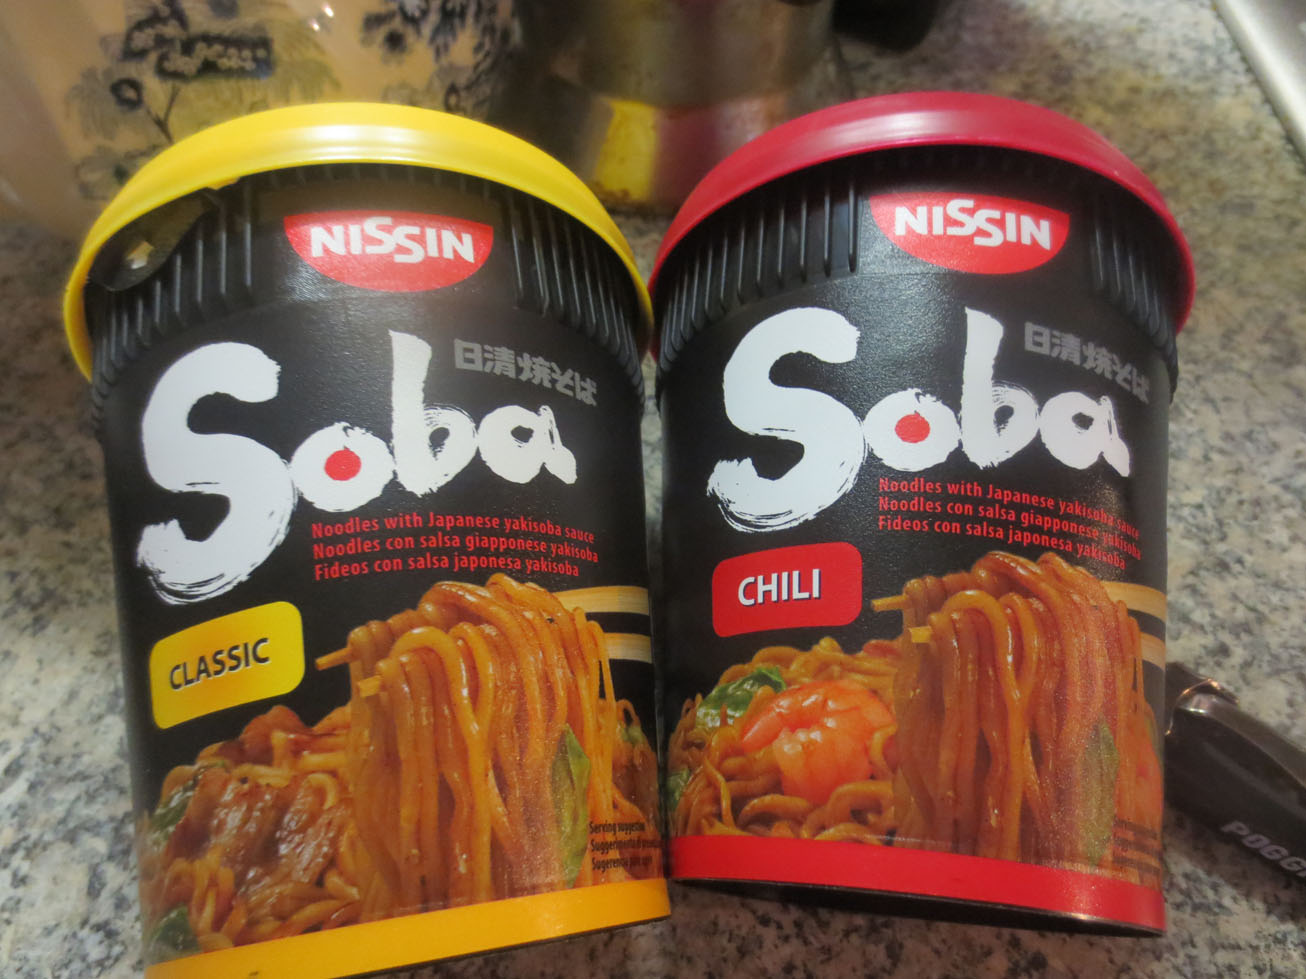 NISSIN
Soba
日清焼そば
Noodles with Japanese yakisoba sauce
Noodles con salsa giapponese yakisoba
Fideos con salsa japonesa yakisoba
CLASSIC
Serving suggestion
NISSIN
Soba
日清焼そば
Noodles with Japanese yakisoba sauce
Noodles con salsa giapponese yakisoba
Fideos con salsa japonesa yakisoba
CHILI